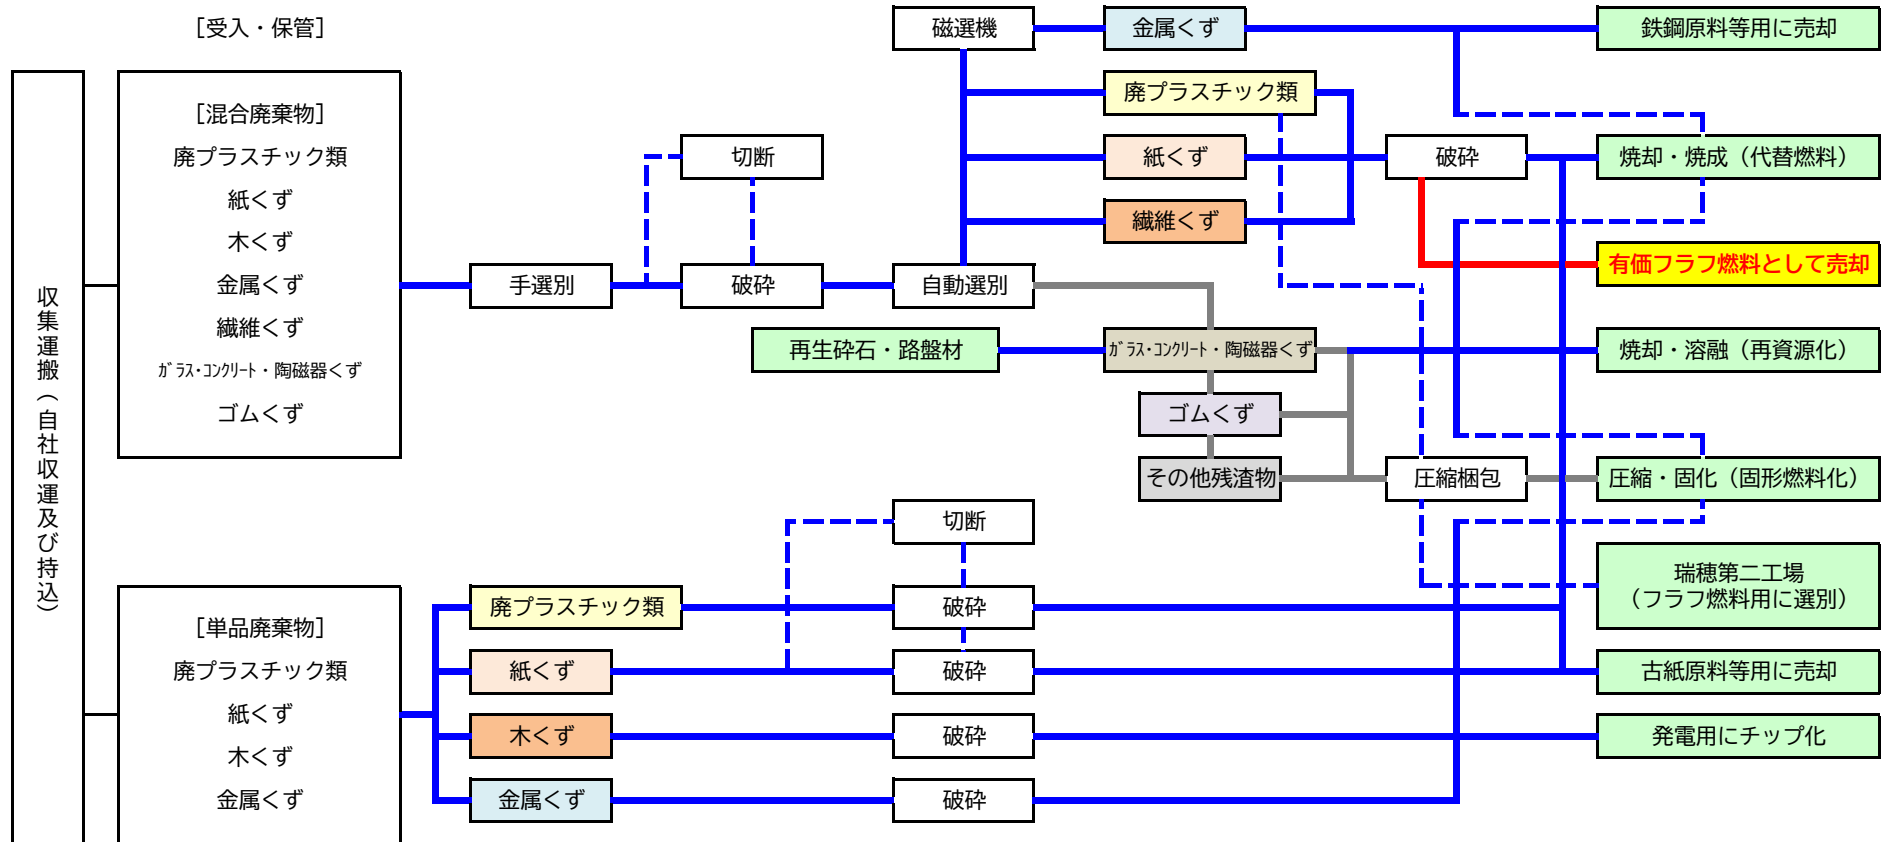 ［受入・保管］
収集運搬（自社収運及び持込）
［混合廃棄物］
廃プラスチック類
紙くず
木くず
金属くず
繊維くず
ｶﾞﾗｽ・ｺﾝｸﾘｰﾄ・陶磁器くず
ゴムくず
手選別
切断
破砕
自動選別
磁選機
金属くず
廃プラスチック類
紙くず
繊維くず
破砕
再生砕石・路盤材
ｶﾞﾗｽ・ｺﾝｸﾘｰﾄ・陶磁器くず
ゴムくず
その他残渣物
圧縮梱包
鉄鋼原料等用に売却
焼却・焼成（代替燃料）
有価フラフ燃料として売却
焼却・溶融（再資源化）
圧縮・固化（固形燃料化）
瑞穂第二工場
（フラフ燃料用に選別）
古紙原料等用に売却
発電用にチップ化
［単品廃棄物］
廃プラスチック類
紙くず
木くず
金属くず
廃プラスチック類
紙くず
木くず
金属くず
切断
破砕
破砕
破砕
破砕